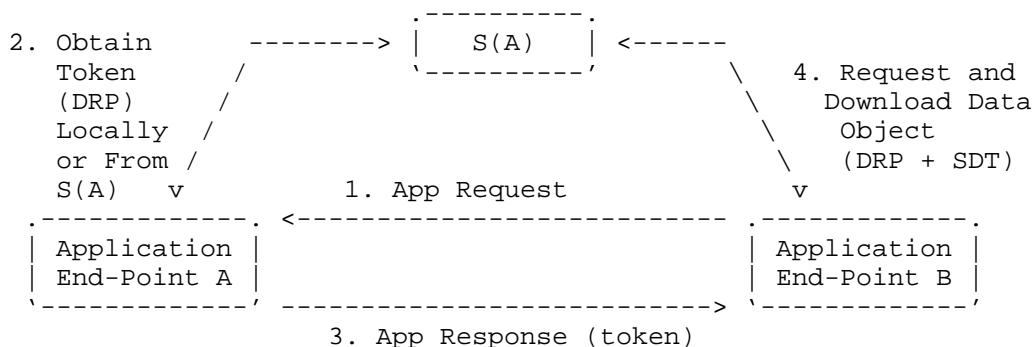 .----------.
2. Obtain     --------> |   S(A)   | <------
Token      /         '----------'        \   4. Request and
(DRP)     /                               \    Download Data
Locally  /                                 \     Object
or From /                                   \    (DRP + SDT)
S(A)   v          1. App Request             v
.-------------. <---------------------------- .-------------.
| Application |                               | Application |
| End-Point A |                               | End-Point B |
'-------------' ----------------------------> '-------------'
3. App Response (token)